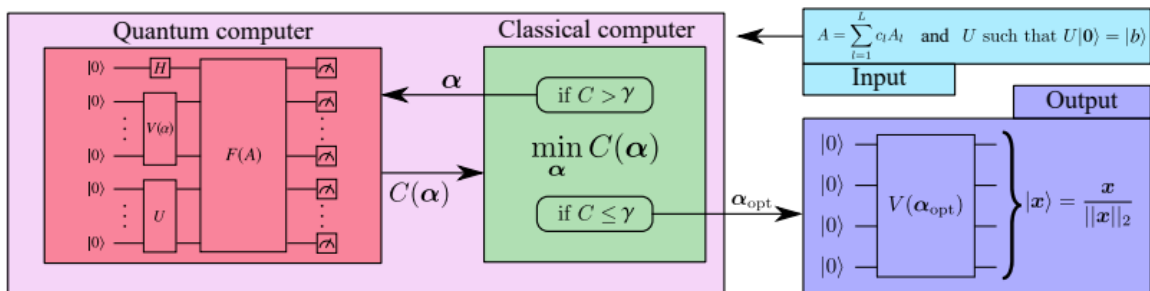 Quantum computer
|0⟩ H
|0⟩
V(α)
|0⟩
F(A)
|0⟩
U
|0⟩
α
C(α)
Classical computer
if C > γ
min C(α)
α
if C ≤ γ
α_opt
A = ∑_{l=1}^{L} c_l A_l and U such that U|0⟩ = |b⟩
Input
Output
|0⟩
|0⟩
V(α_opt)
|0⟩
|0⟩
|x⟩ = x / ||x||_2